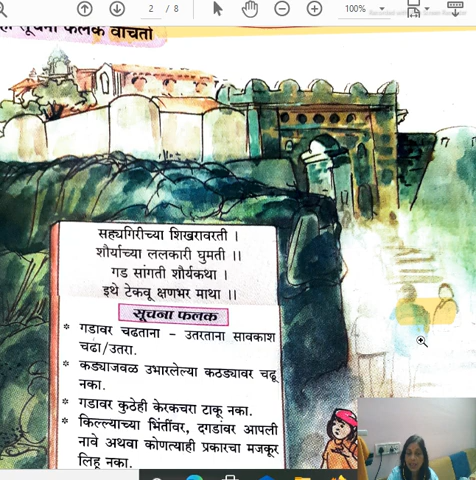 2 / 8
100%
सूचना फलक वाचतो
सह्यगिरीच्या शिखरावरती ।
शौर्याच्या ललकारी घुमती ।।
गड सांगती शौर्यकथा ।
इथे टेकवू क्षणभर माथा ।।
सूचना फलक
* गडावर चढताना - उतरताना सावकाश
चढा/उतरा.
* कड्याजवळ उभारलेल्या कठड्यावर चढू
नका.
* गडावर कुठेही केरकचरा टाकू नका.
* किल्ल्याच्या भिंतींवर, दगडांवर आपली
नावे अथवा कोणत्याही प्रकारचा मजकूर
लिहू नका.